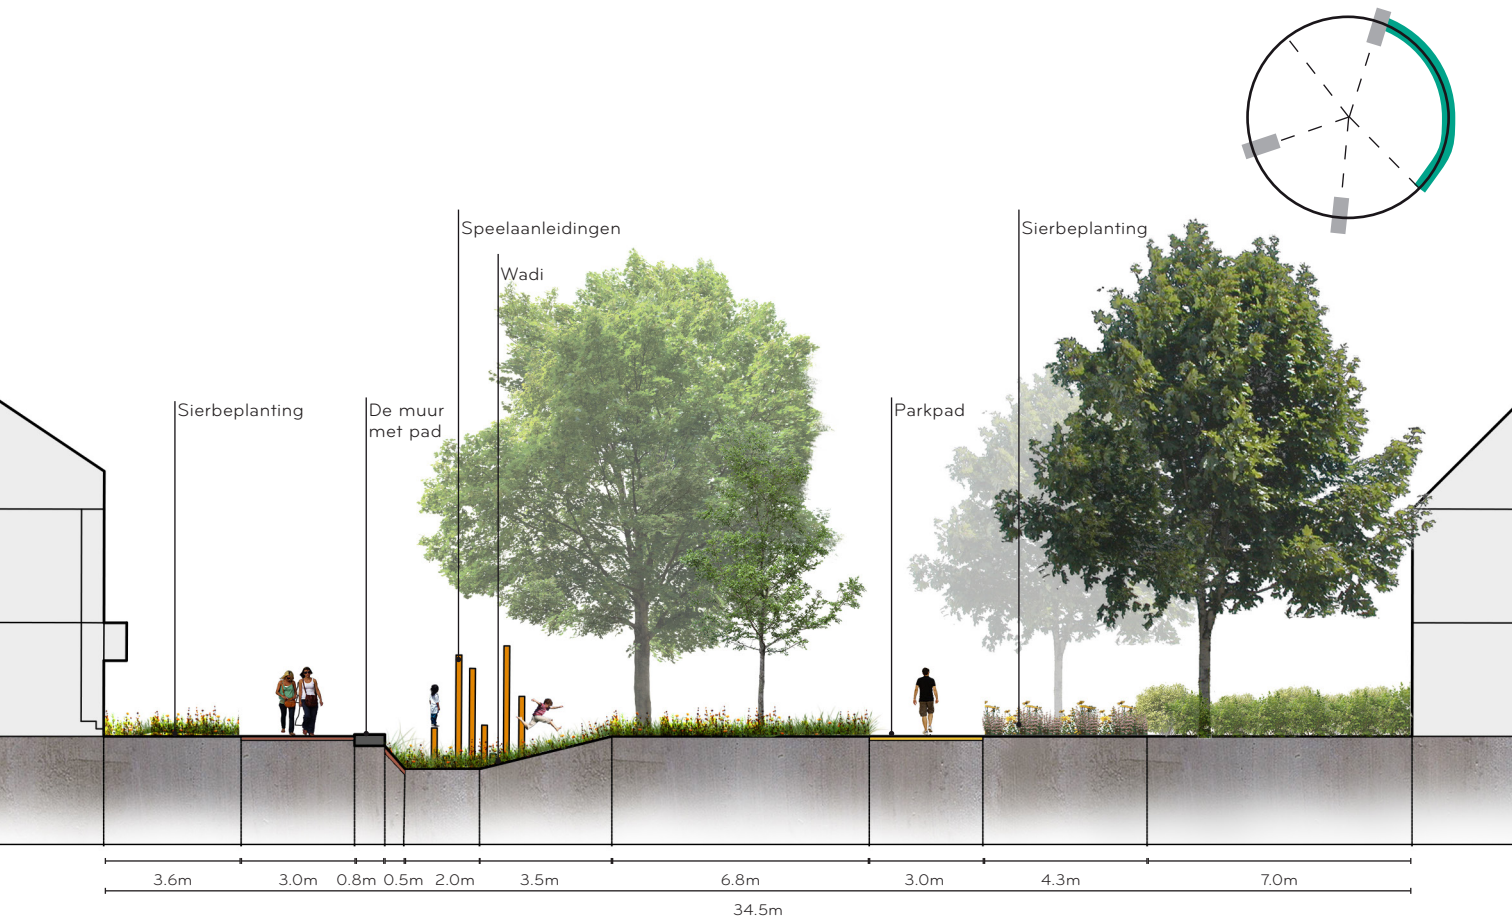 Speelaanleidingen
Sierbeplanting
Wadi
Sierbeplanting
De muur
met pad
Parkpad
3.6m 3.0m 0.8m 0.5m 2.0m 3.5m 6.8m 3.0m 4.3m 7.0m
34.5m